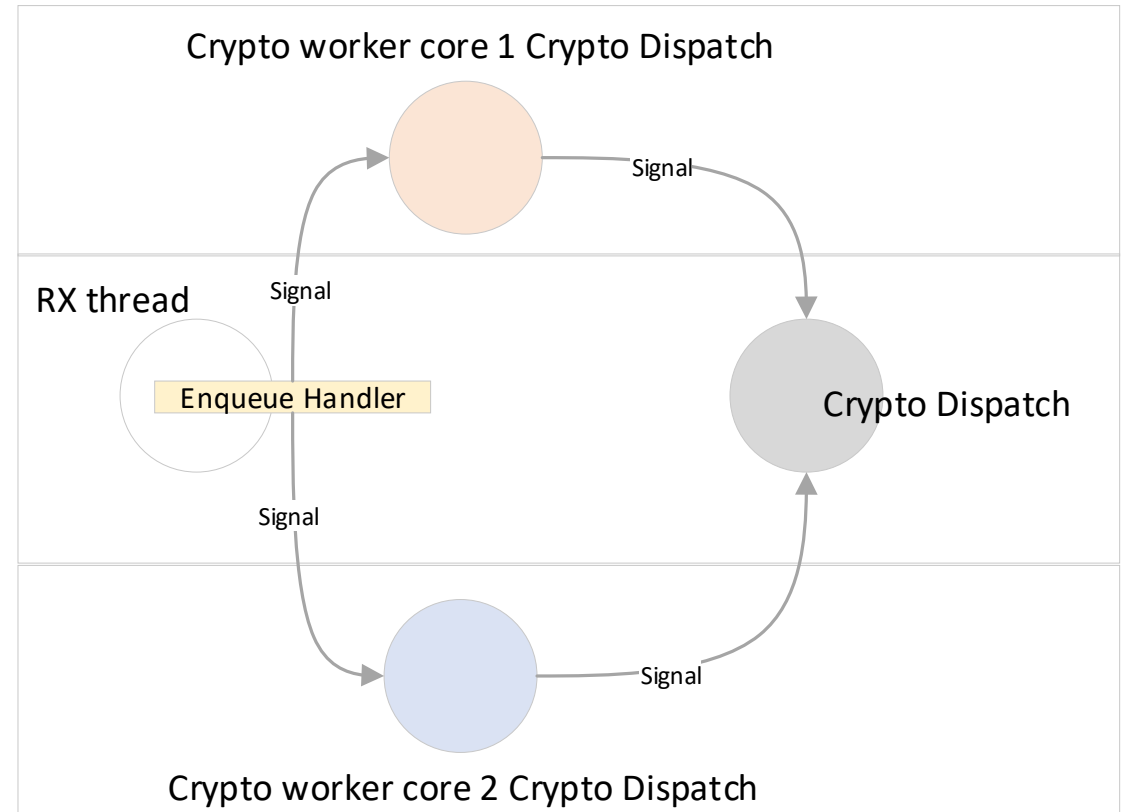 Crypto worker core 1 Crypto Dispatch
Signal
Signal
RX thread
Enqueue Handler
Crypto Dispatch
Signal
Signal
Crypto worker core 2 Crypto Dispatch